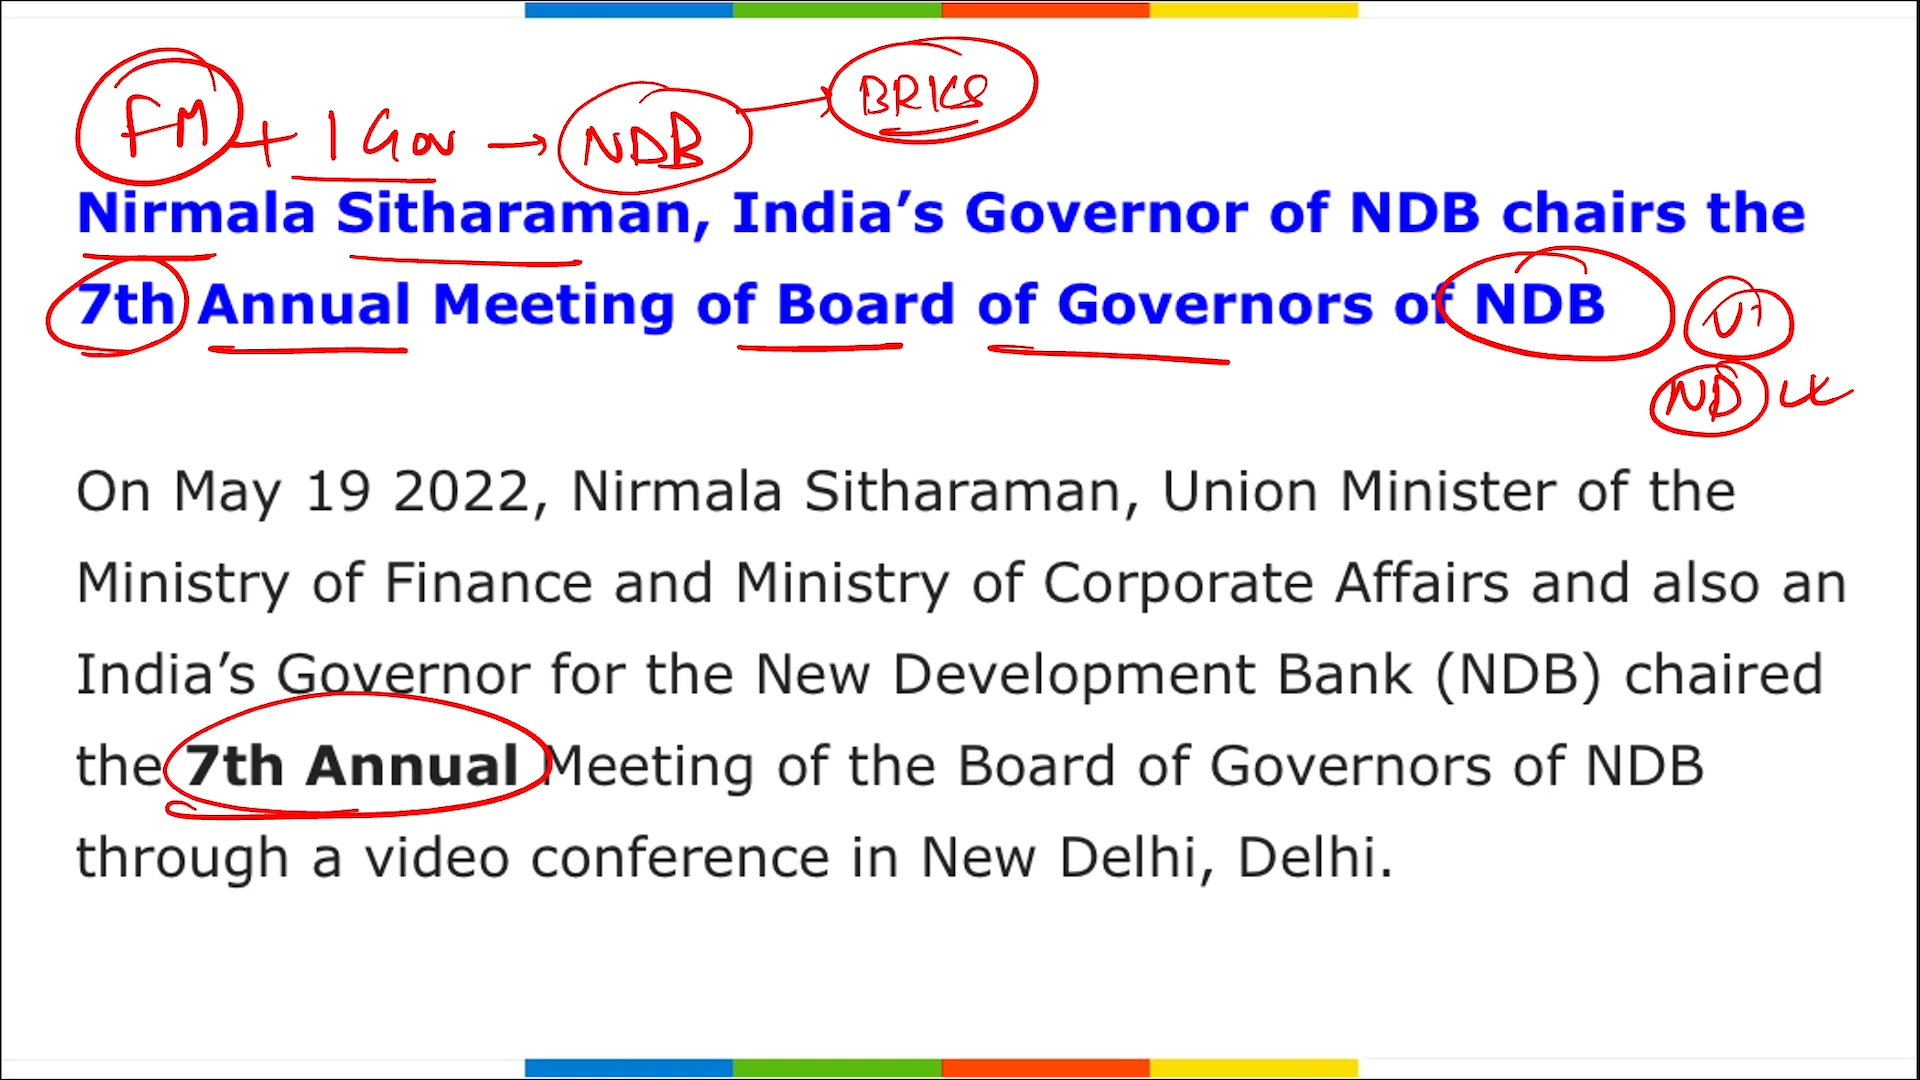 FM + 1 Gov → NDB → BRICS
Nirmala Sitharaman, India’s Governor of NDB chairs the
7th Annual Meeting of Board of Governors of NDB
ND
On May 19 2022, Nirmala Sitharaman, Union Minister of the
Ministry of Finance and Ministry of Corporate Affairs and also an
India’s Governor for the New Development Bank (NDB) chaired
the 7th Annual Meeting of the Board of Governors of NDB
through a video conference in New Delhi, Delhi.